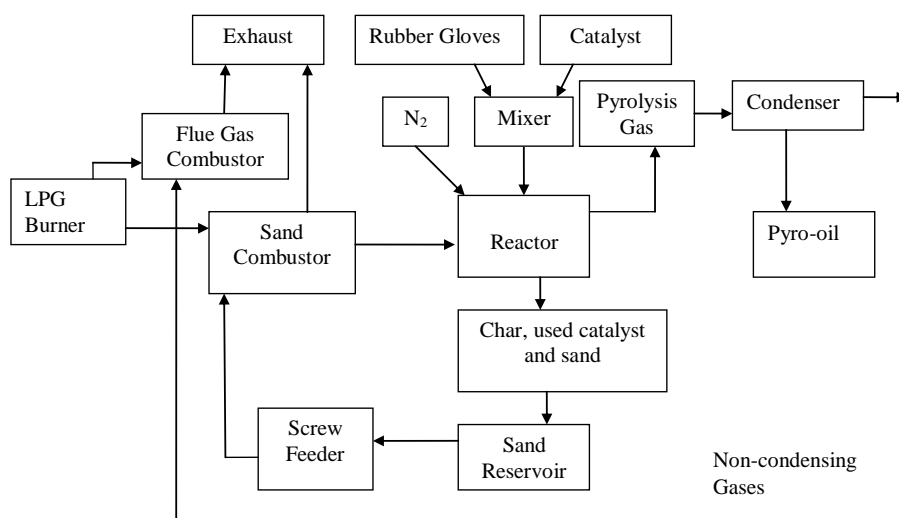 Exhaust
Rubber Gloves
Catalyst
Flue Gas
Combustor
N₂
Mixer
Pyrolysis
Gas
Condenser
LPG
Burner
Sand
Combustor
Reactor
Pyro-oil
Char, used catalyst
and sand
Screw
Feeder
Sand
Reservoir
Non-condensing
Gases